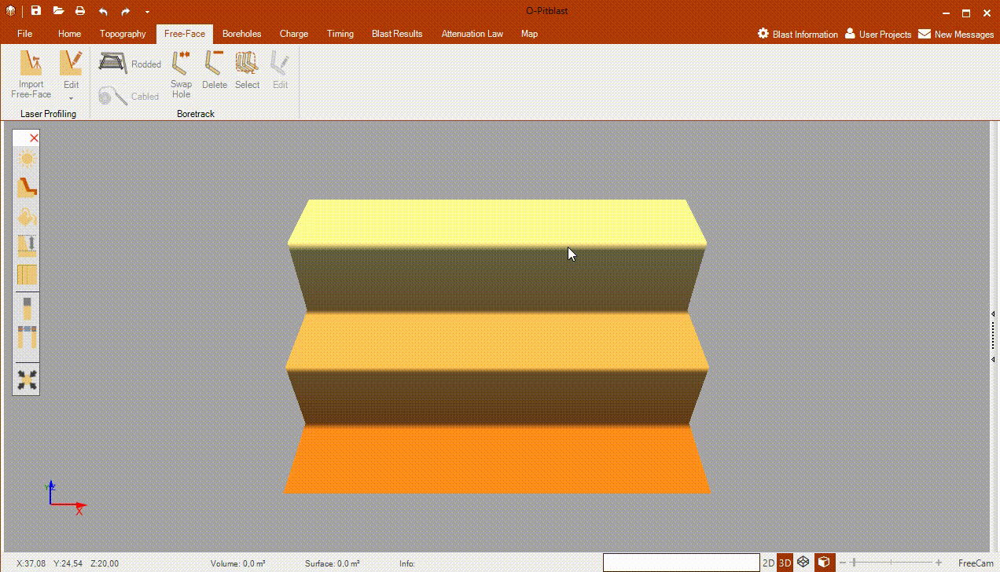 O-Pitblast
File Home Topography Free-Face Boreholes Charge Timing Blast Results Attenuation Law Map Blast Information User Projects New Messages
Import Free-Face Edit Rodded Cabled Swap Hole Delete Select Edit
Laser Profiling Boretrack
X
X:37,08 Y:24,54 Z:20,00 Volume: 0,0 m³ Surface: 0,0 m² Info: 2D 3D FreeCam